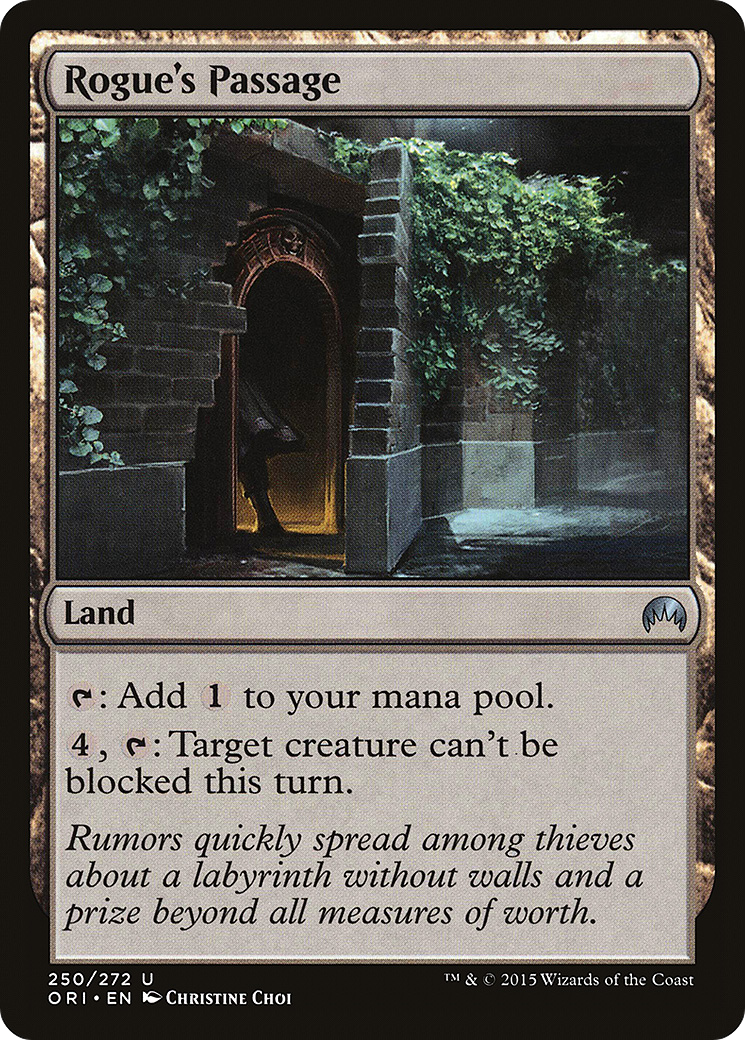 Rogue's Passage
Land
: Add 1 to your mana pool.
4, : Target creature can't be
blocked this turn.
Rumors quickly spread among thieves
about a labyrinth without walls and a
prize beyond all measures of worth.
250/272 U
ORI • EN Christine Choi
™ & © 2015 Wizards of the Coast